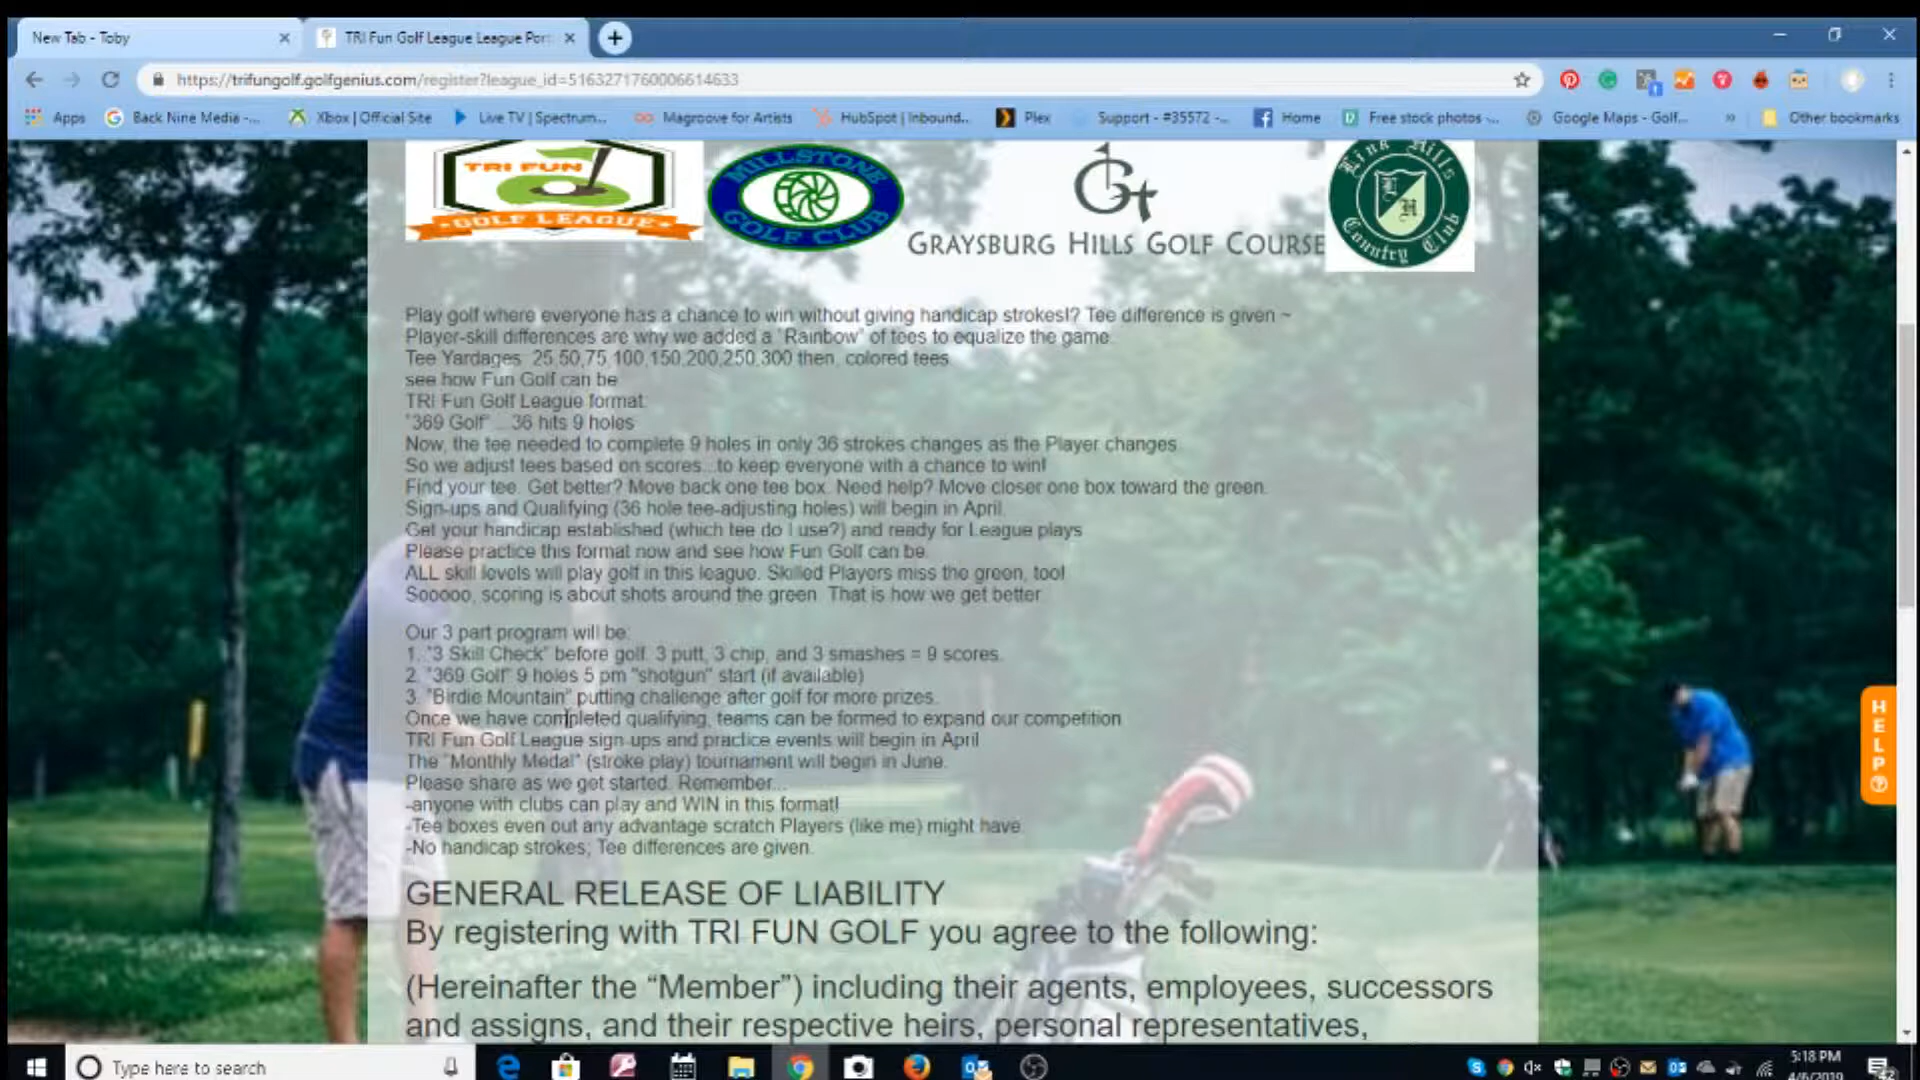 New Tab - Toby
TRI Fun Golf League League Por
https://trifungolf.golfgenius.com/register?league_id=5163271760006614633
Apps
Back Nine Media -...
Xbox | Official Site
Live TV | Spectrum...
Magroove for Artists
HubSpot | Inbound...
Plex
Support - #35572 -...
Home
Free stock photos -...
Google Maps - Golf...
»
Other bookmarks
TRI FUN
GOLF LEAGUE
MILLSTONE
GOLF CLUB
GRAYSBURG HILLS GOLF COURSE
Link Hills
H H
Country Club
Play golf where everyone has a chance to win without giving handicap strokes!? Tee difference is given ~
Player-skill differences are why we added a "Rainbow" of tees to equalize the game.
Tee Yardages: 25,50,75,100,150,200,250,300 then, colored tees
see how Fun Golf can be
TRI Fun Golf League format:
"369 Golf" ... 36 hits 9 holes
Now, the tee needed to complete 9 holes in only 36 strokes changes as the Player changes.
So we adjust tees based on scores...to keep everyone with a chance to win!
Find your tee. Get better? Move back one tee box. Need help? Move closer one box toward the green.
Sign-ups and Qualifying (36 hole tee-adjusting holes) will begin in April.
Get your handicap established (which tee do I use?) and ready for League plays
Please practice this format now and see how Fun Golf can be.
ALL skill levels will play golf in this league. Skilled Players miss the green, too!
Sooooo, scoring is about shots around the green. That is how we get better.
Our 3 part program will be:
1. "3 Skill Check" before golf. 3 putt, 3 chip, and 3 smashes = 9 scores.
2. "369 Golf" 9 holes 5 pm "shotgun" start (if available)
3. "Birdie Mountain" putting challenge after golf for more prizes.
Once we have completed qualifying, teams can be formed to expand our competition
TRI Fun Golf League sign-ups and practice events will begin in April
The "Monthly Medal" (stroke play) tournament will begin in June.
Please share as we get started. Remember...
-anyone with clubs can play and WIN in this format!
-Tee boxes even out any advantage scratch Players (like me) might have.
-No handicap strokes; Tee differences are given.
GENERAL RELEASE OF LIABILITY
By registering with TRI FUN GOLF you agree to the following:
(Hereinafter the “Member”) including their agents, employees, successors
and assigns, and their respective heirs, personal representatives,
HELP
Type here to search
5:18 PM
4/6/2019